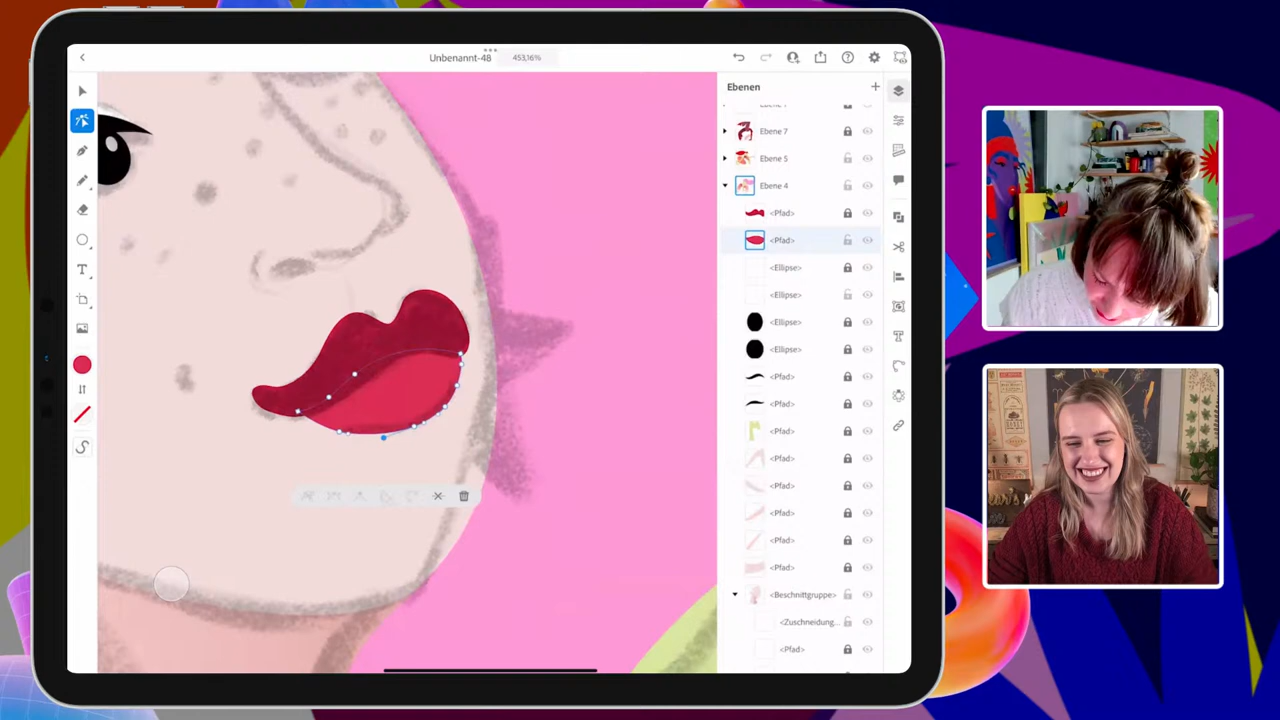 Unbenannt-48
453,16%
Ebenen
Ebene 7
Ebene 5
Ebene 4
<Pfad>
<Pfad>
<Ellipse>
<Ellipse>
<Ellipse>
<Ellipse>
<Pfad>
<Pfad>
<Pfad>
<Pfad>
<Pfad>
<Pfad>
<Pfad>
<Pfad>
<Beschnittgruppe>
<Zuschneidung...
<Pfad>